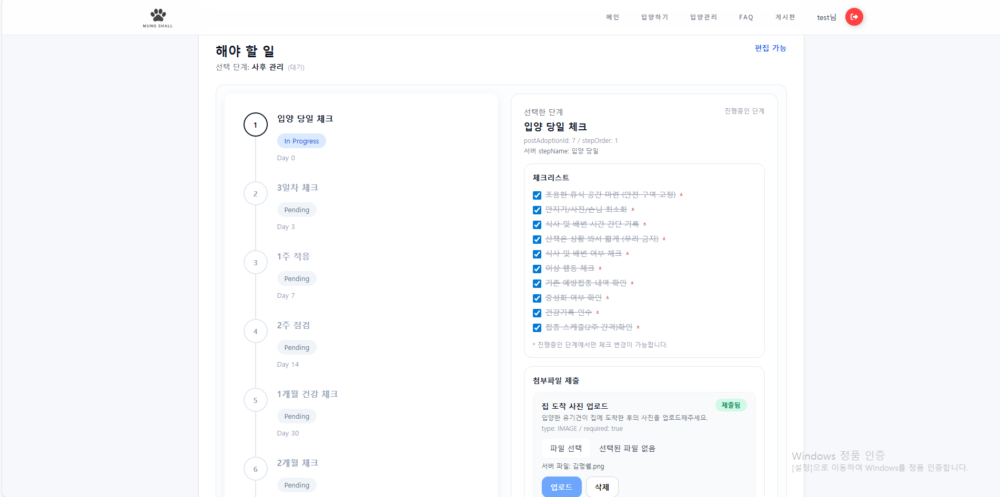 MUNG SHALL
메인
입양하기
입양관리
FAQ
게시판
test님
해야 할 일
편집 가능
선택 단계: 사후 관리 (대기)
1
입양 당일 체크
In Progress
Day 0
2
3일차 체크
Pending
Day 3
3
1주 적응
Pending
Day 7
4
2주 점검
Pending
Day 14
5
1개월 건강 체크
Pending
Day 30
6
2개월 체크
Pending
선택한 단계
진행중인 단계
입양 당일 체크
postAdoptionId: 7 / stepOrder: 1
서버 stepName: 입양 당일
체크리스트
조용한 휴식 공간 마련 (안전 구역 고정) *
만지기/사진/손님 최소화 *
식사 및 배변 시간 간단 기록 *
산책은 상황 봐서 짧게 (무리 금지) *
식사 및 배변 여부 체크 *
이상 행동 체크 *
기존 예방접종 내역 확인 *
중성화 여부 확인 *
건강기록 인수 *
접종 스케줄(2주 간격)확인 *
* 진행중인 단계에서만 체크 변경이 가능합니다.
첨부파일 제출
집 도착 사진 업로드
제출됨
입양한 유기견이 집에 도착한 후의 사진을 업로드해주세요.
type: IMAGE / required: true
파일 선택
선택된 파일 없음
서버 파일: 김멍쉘.png
업로드
삭제
Windows 정품 인증
[설정]으로 이동하여 Windows를 정품 인증합니다.